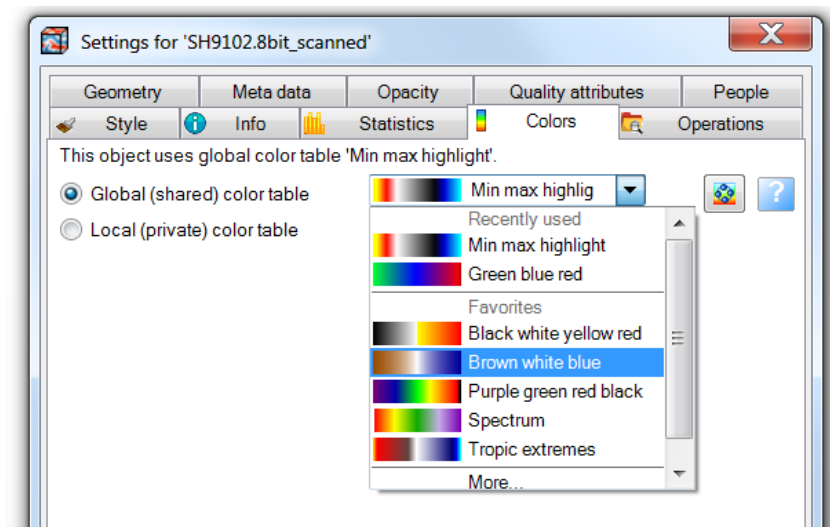 Settings for 'SH9102.8bit_scanned'
X
Geometry Meta data Opacity Quality attributes People
Style Info Statistics Colors Operations
This object uses global color table 'Min max highlight'.
Global (shared) color table Min max highlig ?
Local (private) color table
Recently used
Min max highlight
Green blue red
Favorites
Black white yellow red
Brown white blue
Purple green red black
Spectrum
Tropic extremes
More...